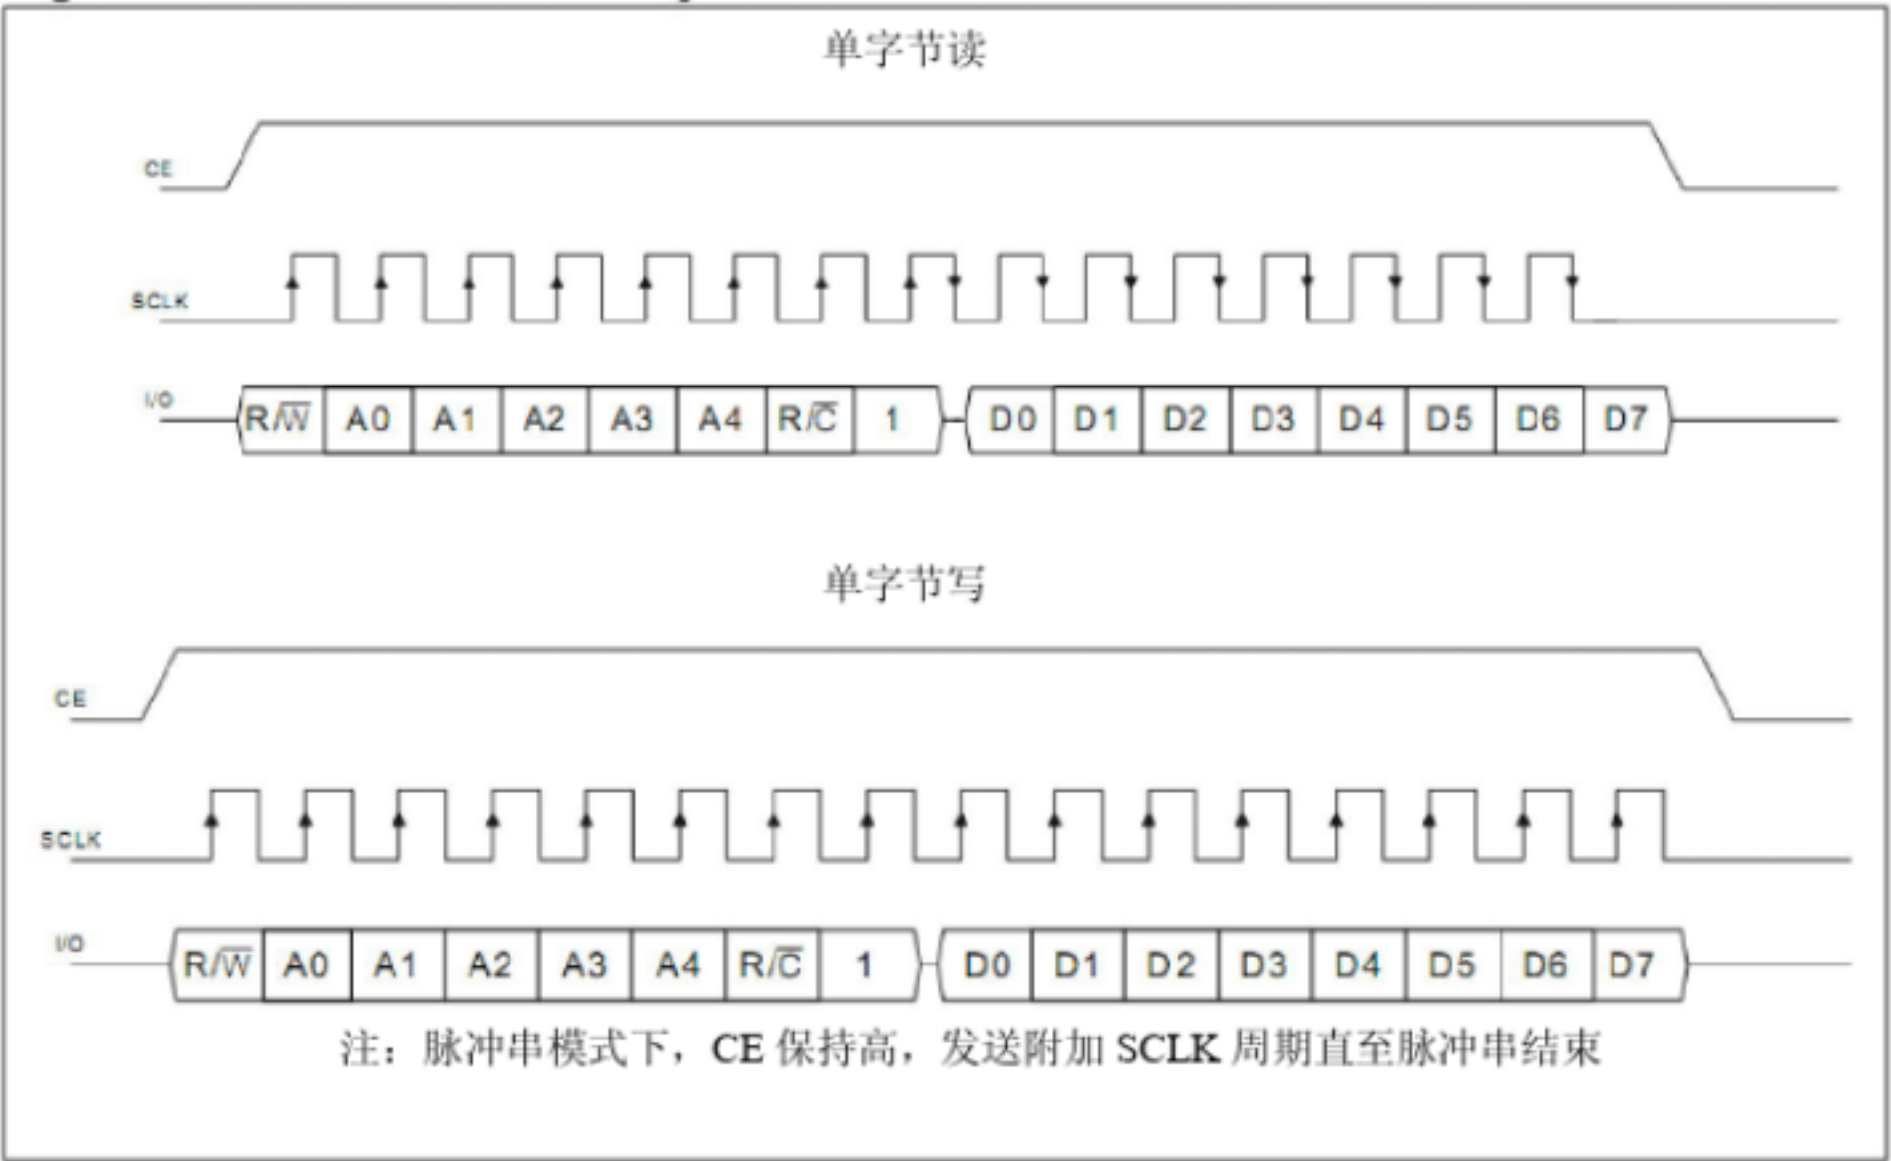 单字节读
CE
SCLK
I/O
R/W̅ A0 A1 A2 A3 A4 R/C̅ 1 D0 D1 D2 D3 D4 D5 D6 D7
单字节写
CE
SCLK
I/O
R/W̅ A0 A1 A2 A3 A4 R/C̅ 1 D0 D1 D2 D3 D4 D5 D6 D7
注：脉冲串模式下，CE 保持高，发送附加 SCLK 周期直至脉冲串结束